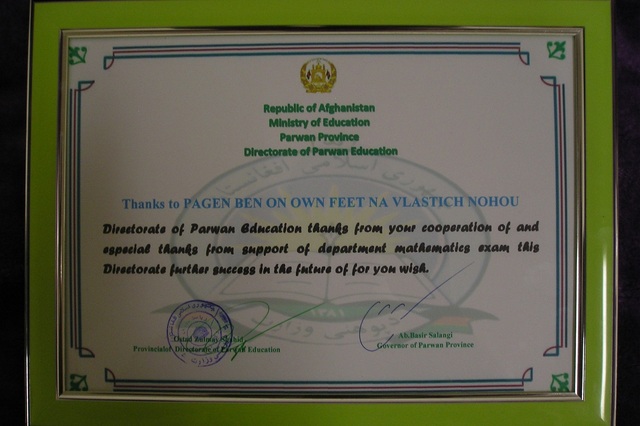 Republic of Afghanistan
Ministry of Education
Parwan Province
Directorate of Parwan Education
Thanks to PAGEN BEN ON OWN FEET NA VLASTICH NOHOU
Directorate of Parwan Education thanks from your cooperation of and
especial thanks from support of department mathematics exam this
Directorate further success in the future of for you wish.
Ab.Basir Salangi
Provincialof Directorate of Parwan Education
Governor of Parwan Province
۱۳۸۱